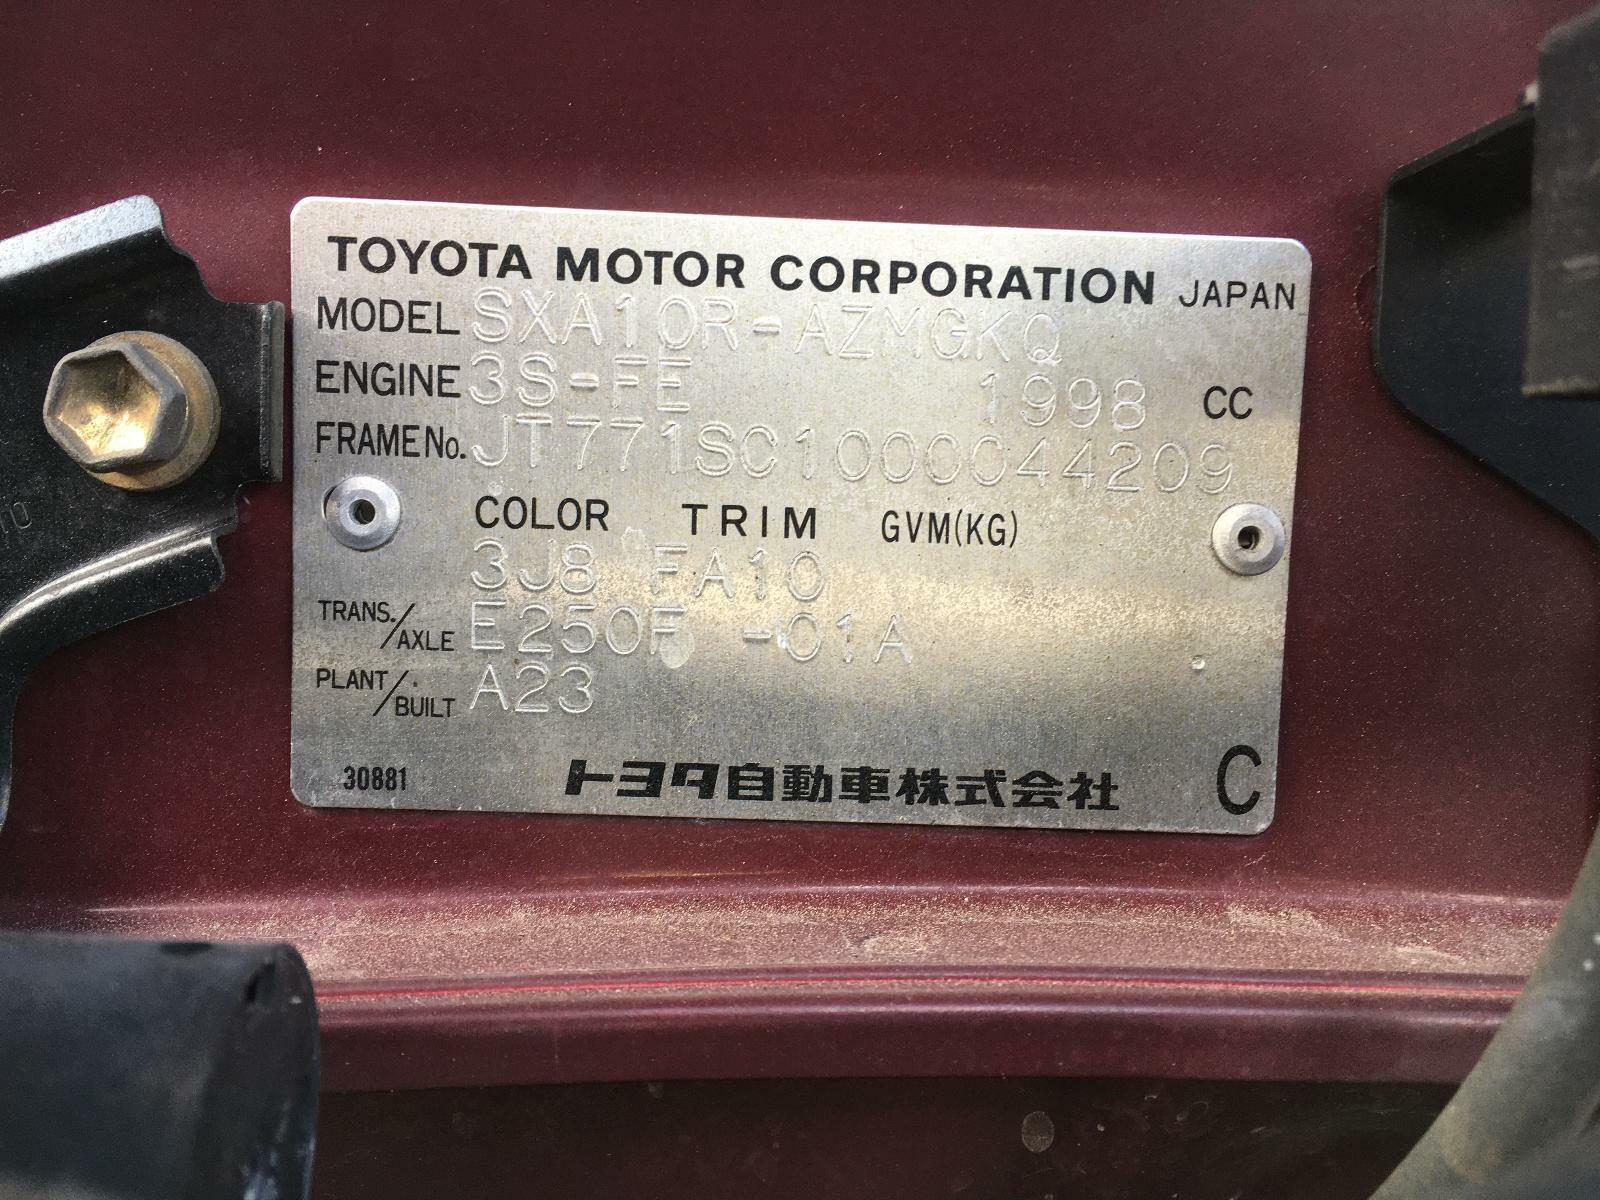 TOYOTA MOTOR CORPORATION JAPAN
MODEL SXA10R-AZMGKQ
ENGINE 3S-FE 1998 CC
FRAME No. JT771SC1000044209
COLOR TRIM GVM(KG)
3J8 FA10
TRANS./AXLE E250F -01A
PLANT/BUILT A23
30881 トヨタ自動車株式会社 C
10